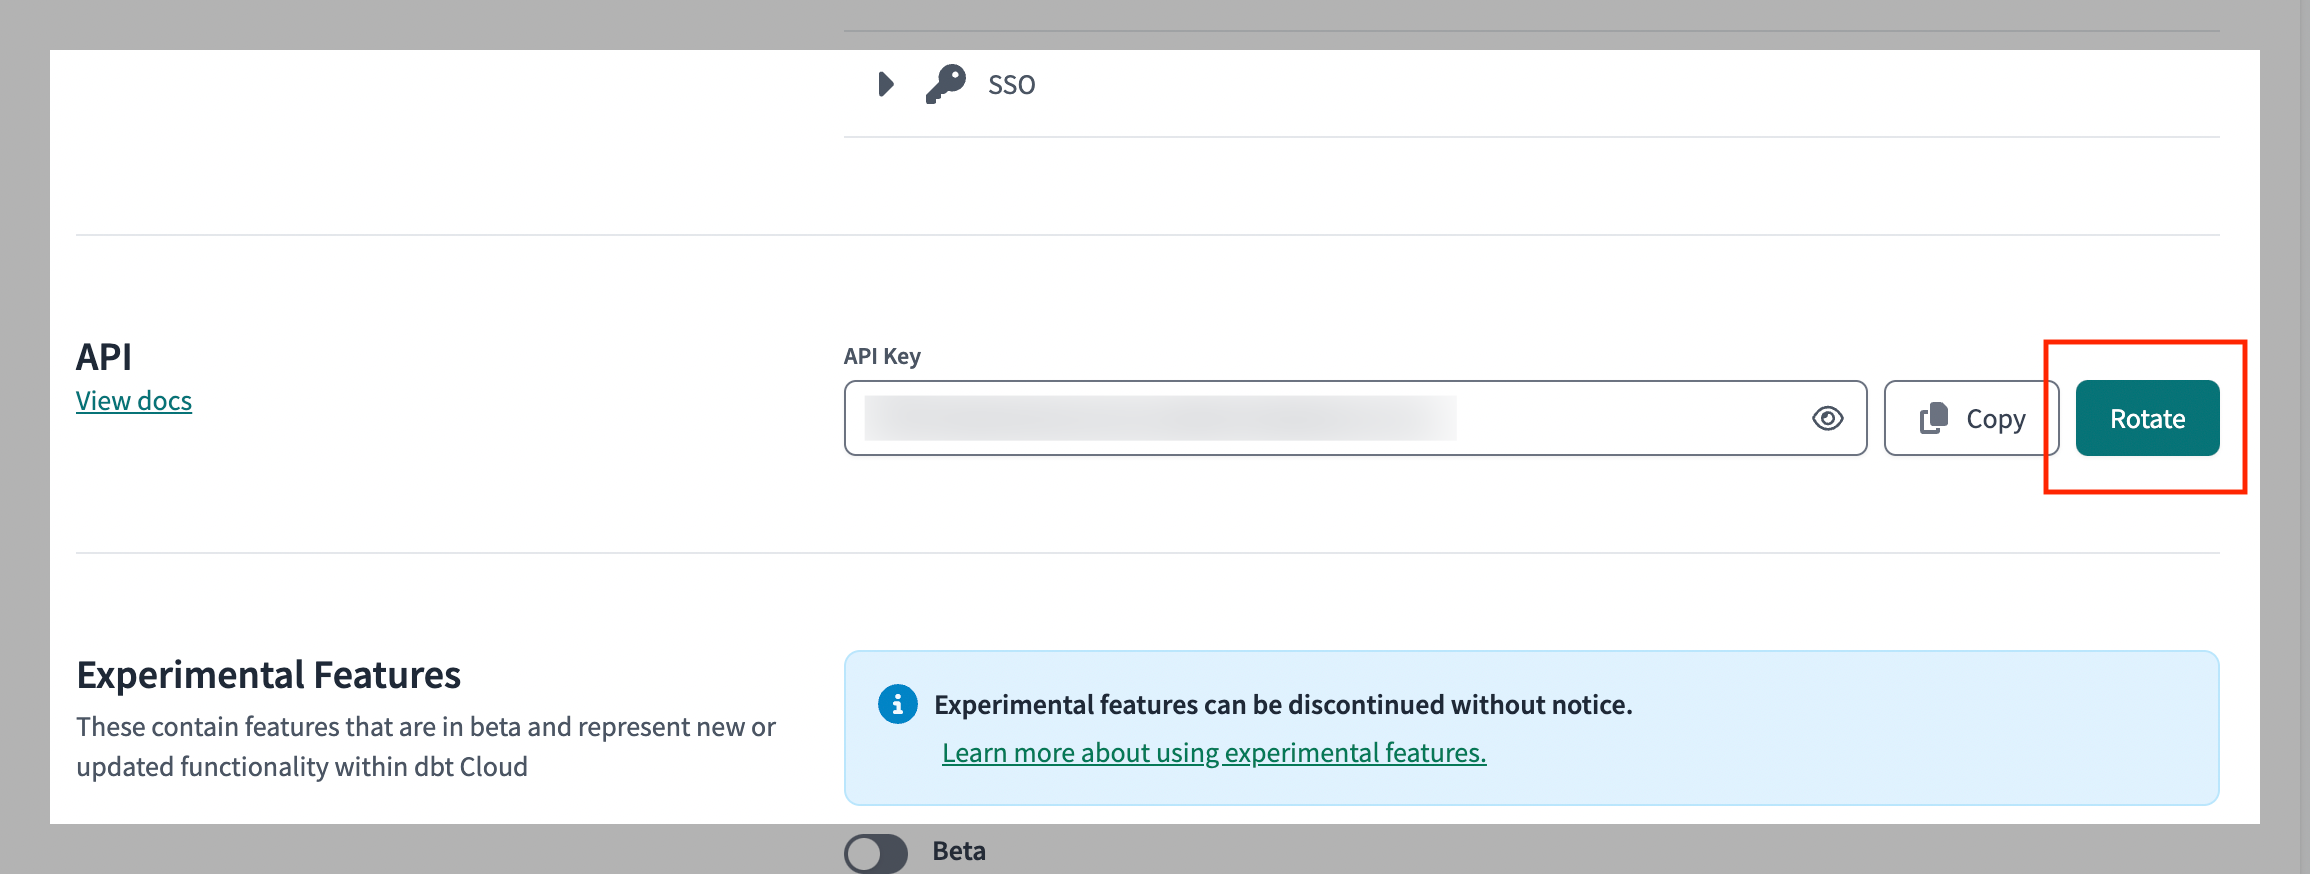 SSO
API
View docs
API Key
Copy
Rotate
Experimental Features
These contain features that are in beta and represent new or
updated functionality within dbt Cloud
Experimental features can be discontinued without notice.
Learn more about using experimental features.
Beta